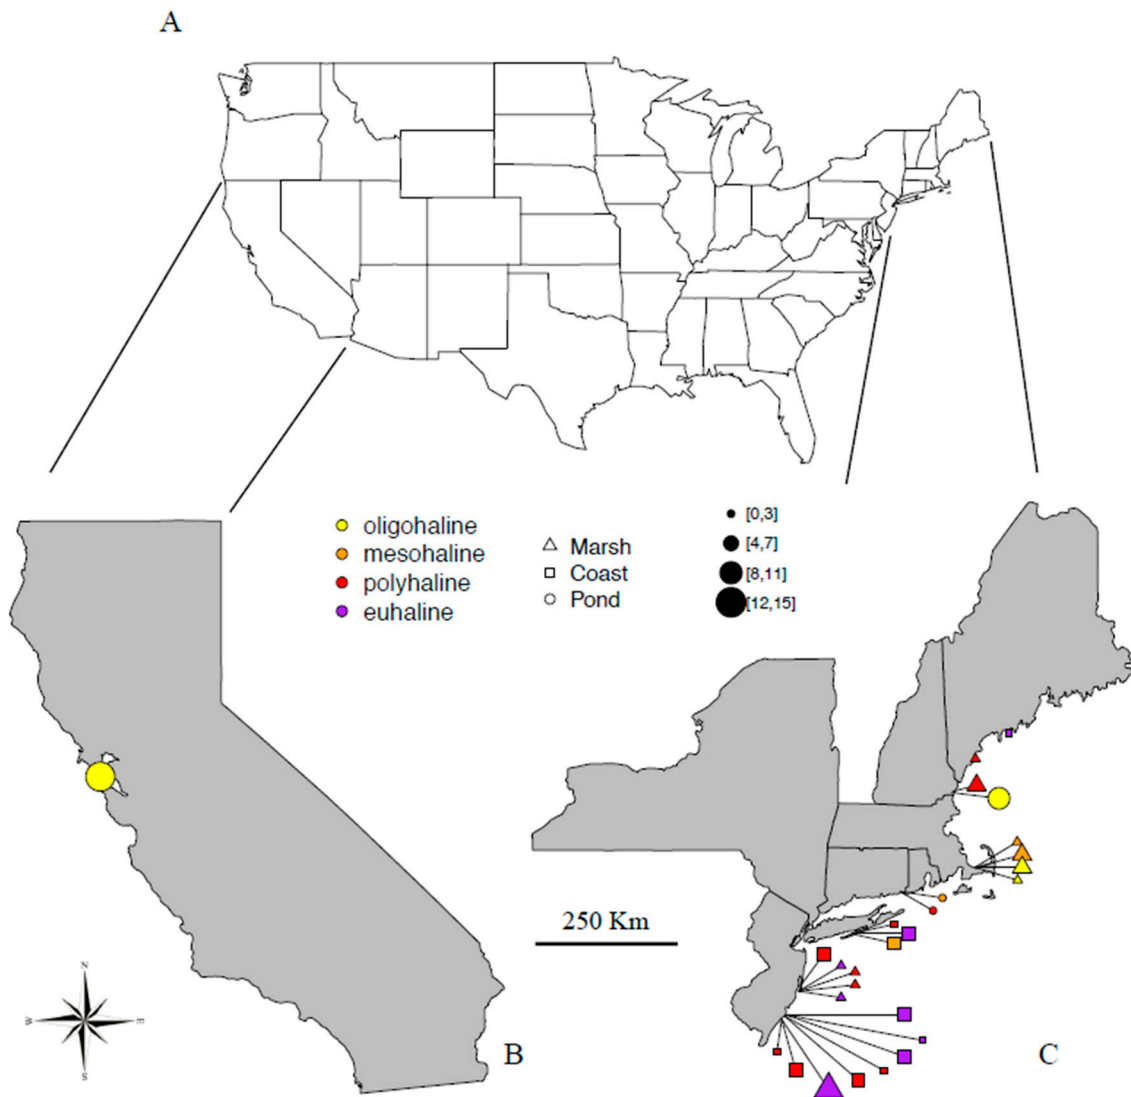 A
oligohaline
mesohaline
polyhaline
euhaline
Marsh
Coast
Pond
[0,3]
[4,7]
[8,11]
[12,15]
250 Km
N
W
E
S
B
C